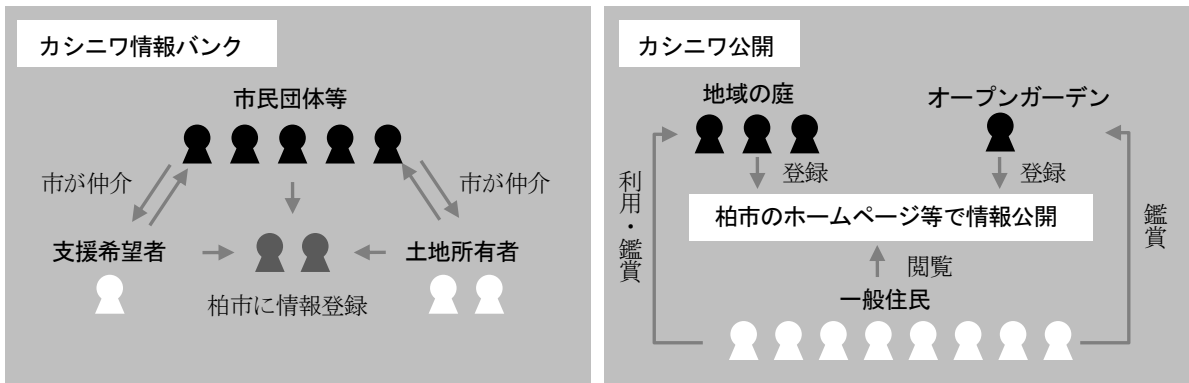 カシニワ情報バンク
市民団体等
市が仲介
市が仲介
支援希望者
土地所有者
柏市に情報登録
カシニワ公開
地域の庭
オープンガーデン
登録
登録
利用・鑑賞
柏市のホームページ等で情報公開
鑑賞
閲覧
一般住民